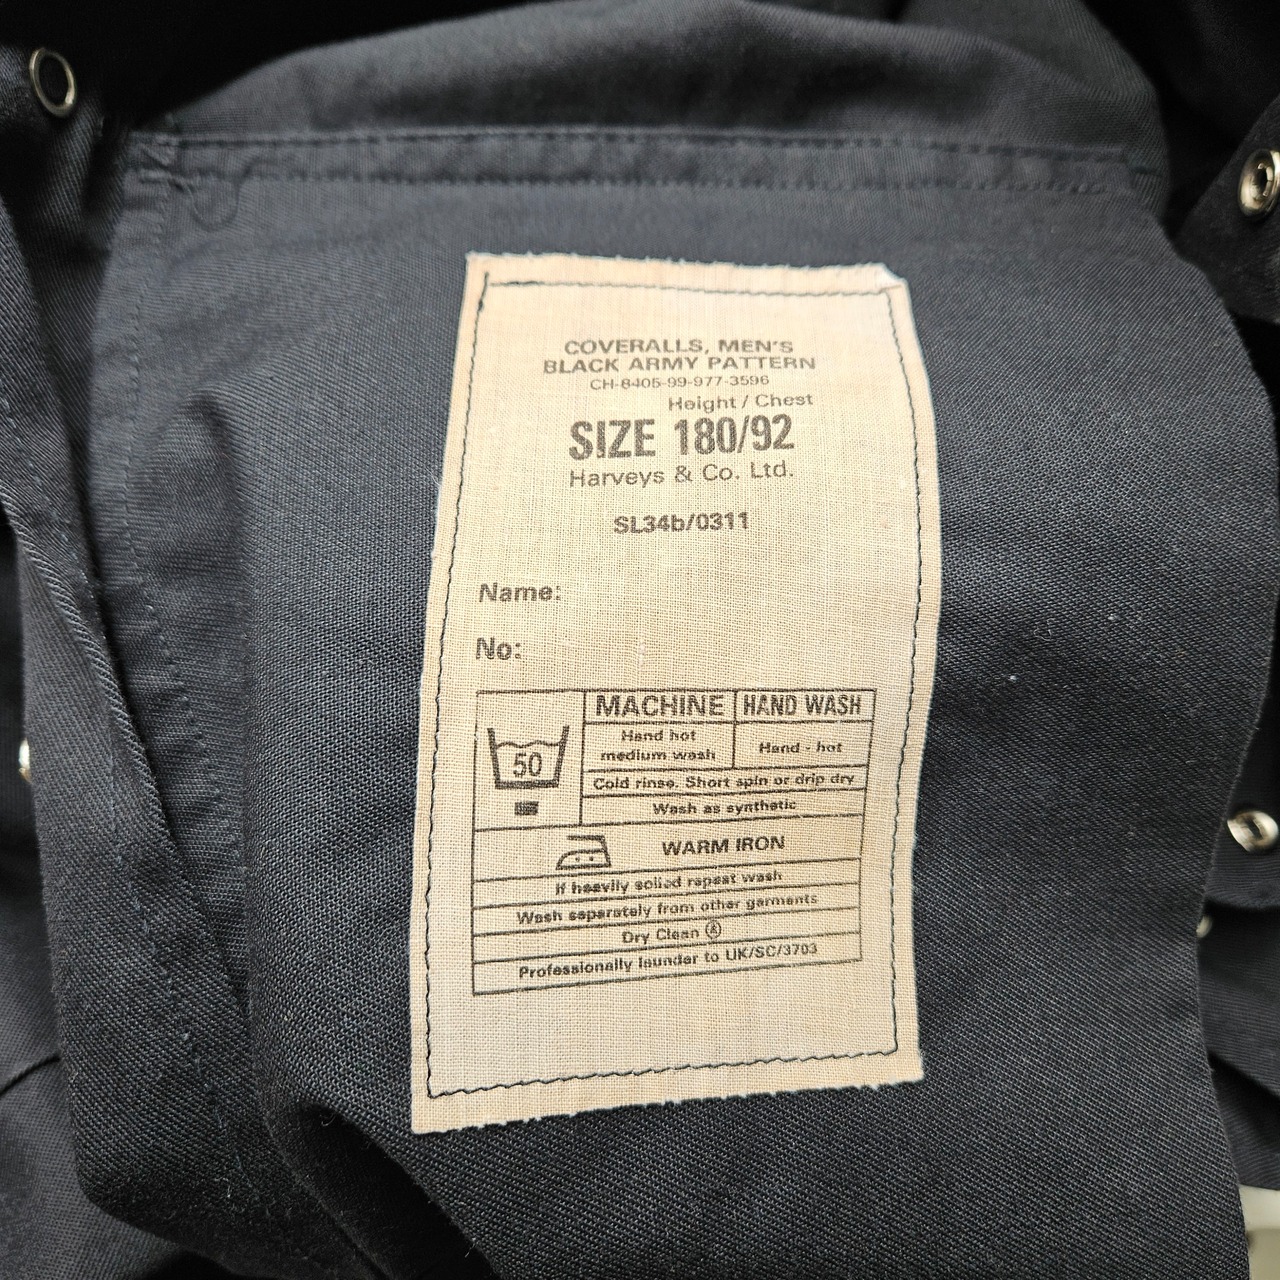 COVERALLS, MEN'S
BLACK ARMY PATTERN
CH-8405-99-977-3596
Height / Chest
SIZE 180/92
Harveys & Co. Ltd.
SL34b/0311
Name:
No:
MACHINE HAND WASH
50
Hand hot
medium wash
Hand - hot
Cold rinse. Short spin or drip dry
Wash as synthetic
WARM IRON
If heavily soiled repeat wash
Wash separately from other garments
Dry Clean Ⓐ
Professionally launder to UK/SC/3703